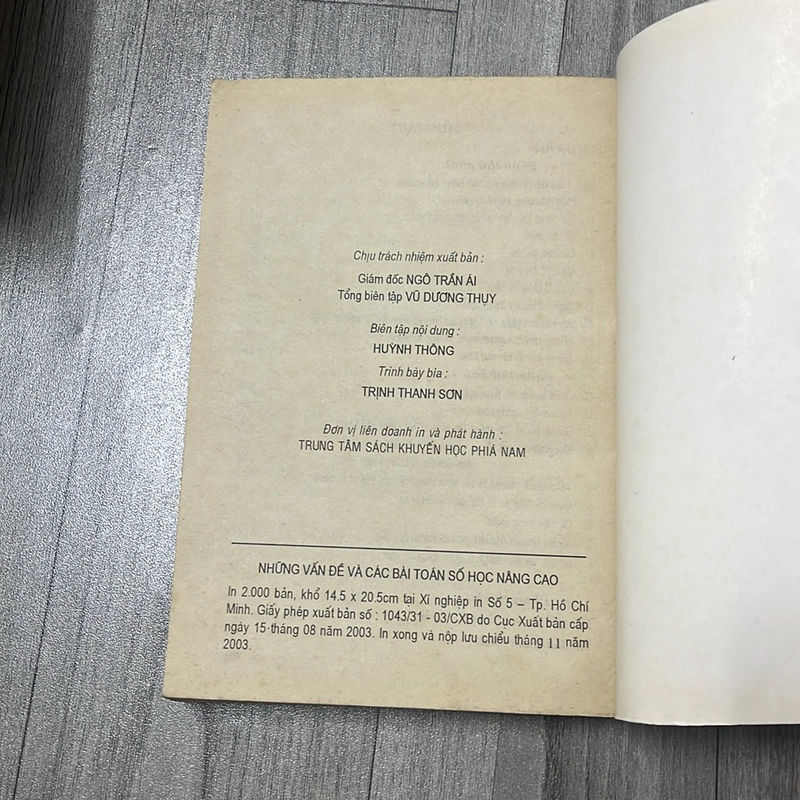 Chịu trách nhiệm xuất bản :
Giám đốc NGÔ TRẦN ÁI
Tổng biên tập VŨ DƯƠNG THỤY
Biên tập nội dung :
HUỲNH THÔNG
Trình bày bìa :
TRỊNH THANH SƠN
Đơn vị liên doanh in và phát hành :
TRUNG TÂM SÁCH KHUYẾN HỌC PHIÁ NAM
NHỮNG VẤN ĐỀ VÀ CÁC BÀI TOÁN SỐ HỌC NÂNG CAO
In 2.000 bản, khổ 14.5 x 20.5cm tại Xí nghiệp in Số 5 – Tp. Hồ Chí
Minh. Giấy phép xuất bản số : 1043/31 - 03/CXB do Cục Xuất bản cấp
ngày 15-tháng 08 năm 2003. In xong và nộp lưu chiểu tháng 11 năm
2003.